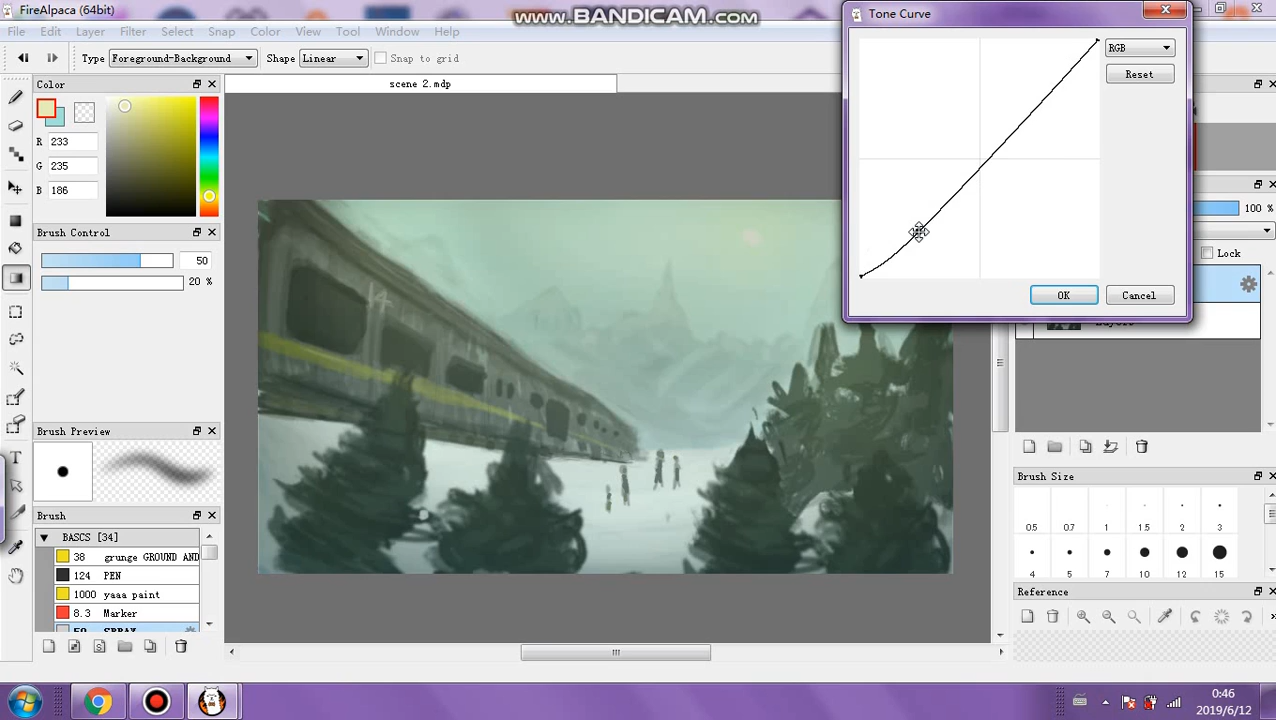 FireAlpaca (64bit)
www.BANDICAM.com
Tone Curve
File Edit Layer Filter Select Snap Color View Tool Window Help
Type Foreground-Background Shape Linear Snap to grid
RGB
Reset
Color
scene 2.mdp
R 233
G 235
B 186
100 %
Brush Control
Lock
50
20 %
OK Cancel
Brush Preview
Brush Size
0.5 0.7 1 1.5 2 3
Brush
BASCS [34]
38 grunge GROUND AND
124 PEN
1000 yaaa paint
8.3 Marker
50 SPRAY
4 5 7 10 12 15
Reference
0:46
2019/6/12